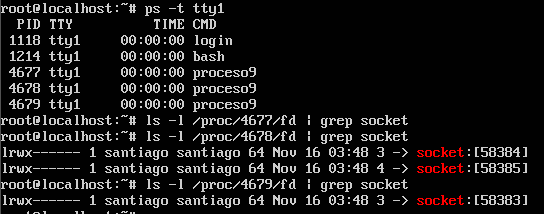 root@localhost:~# ps -t tty1
  PID TTY          TIME CMD
 1118 tty1     00:00:00 login
 1214 tty1     00:00:00 bash
 4677 tty1     00:00:00 proceso9
 4678 tty1     00:00:00 proceso9
 4679 tty1     00:00:00 proceso9
root@localhost:~# ls -l /proc/4677/fd | grep socket
root@localhost:~# ls -l /proc/4678/fd | grep socket
lrwx------ 1 santiago santiago 64 Nov 16 03:48 3 -> socket:[58384]
lrwx------ 1 santiago santiago 64 Nov 16 03:48 4 -> socket:[58385]
root@localhost:~# ls -l /proc/4679/fd | grep socket
lrwx------ 1 santiago santiago 64 Nov 16 03:48 3 -> socket:[58383]